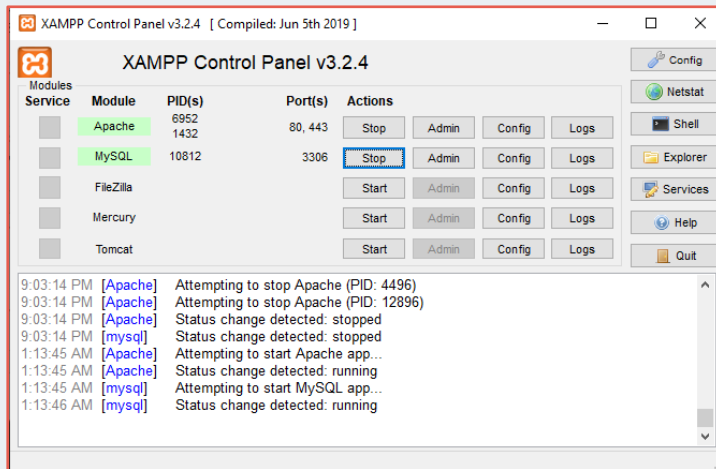 XAMPP Control Panel v3.2.4 [ Compiled: Jun 5th 2019 ]
XAMPP Control Panel v3.2.4
Config
Modules
Service Module PID(s) Port(s) Actions
Netstat
Apache 6952 1432 80, 443 Stop Admin Config Logs
Shell
MySQL 10812 3306 Stop Admin Config Logs
Explorer
FileZilla Start Admin Config Logs
Services
Mercury Start Admin Config Logs
Help
Tomcat Start Admin Config Logs
Quit
9:03:14 PM [Apache] Attempting to stop Apache (PID: 4496)
9:03:14 PM [Apache] Attempting to stop Apache (PID: 12896)
9:03:14 PM [Apache] Status change detected: stopped
9:03:14 PM [mysql] Status change detected: stopped
1:13:45 AM [Apache] Attempting to start Apache app...
1:13:45 AM [Apache] Status change detected: running
1:13:45 AM [mysql] Attempting to start MySQL app...
1:13:46 AM [mysql] Status change detected: running